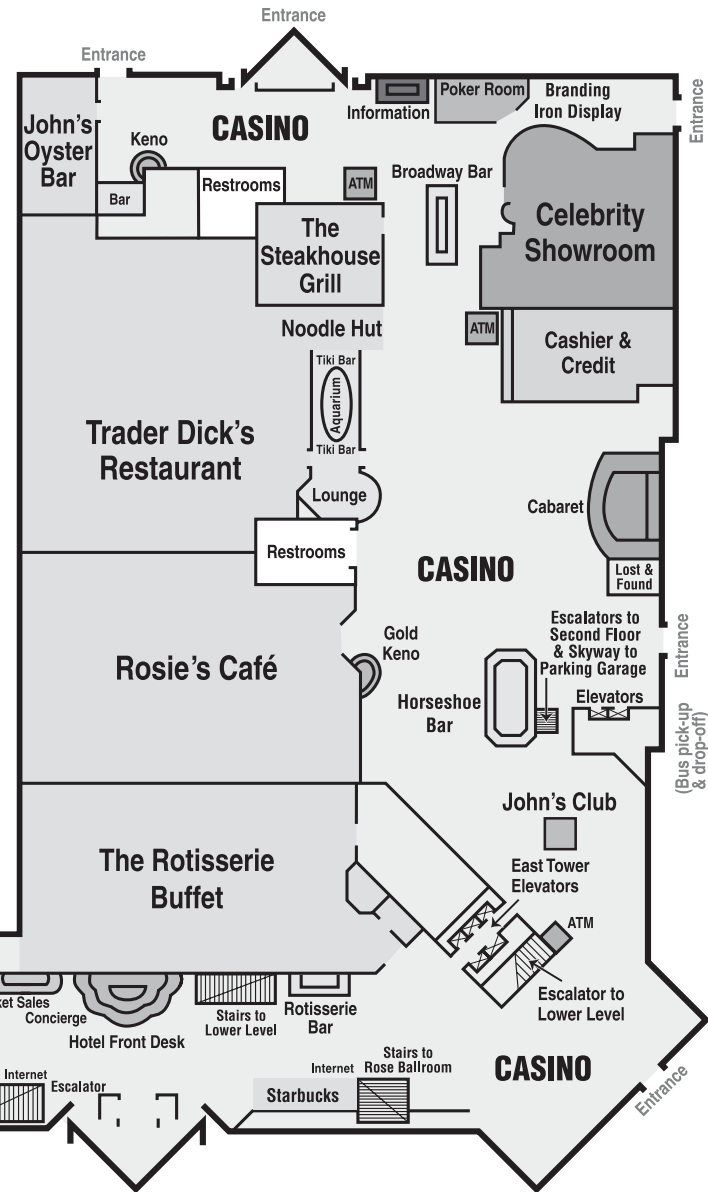 Entrance
Entrance
Information
Poker Room
Branding
Iron Display
Entrance
John's
Oyster
Bar
Keno
CASINO
Bar
Restrooms
ATM
Broadway Bar
The
Steakhouse
Grill
Celebrity
Showroom
Noodle Hut
ATM
Cashier &
Credit
Tiki Bar
Aquarium
Tiki Bar
Trader Dick's
Restaurant
Lounge
Cabaret
Restrooms
CASINO
Lost &
Found
Escalators to
Second Floor
& Skyway to
Parking Garage
Entrance
(Bus pick-up
& drop-off)
Rosie's Café
Gold
Keno
Horseshoe
Bar
Elevators
John's Club
The Rotisserie
Buffet
East Tower
Elevators
ATM
Escalator to
Lower Level
ket Sales
Concierge
Hotel Front Desk
Stairs to
Lower Level
Rotisserie
Bar
Internet
Escalator
Internet
Stairs to
Rose Ballroom
Starbucks
CASINO
Entrance